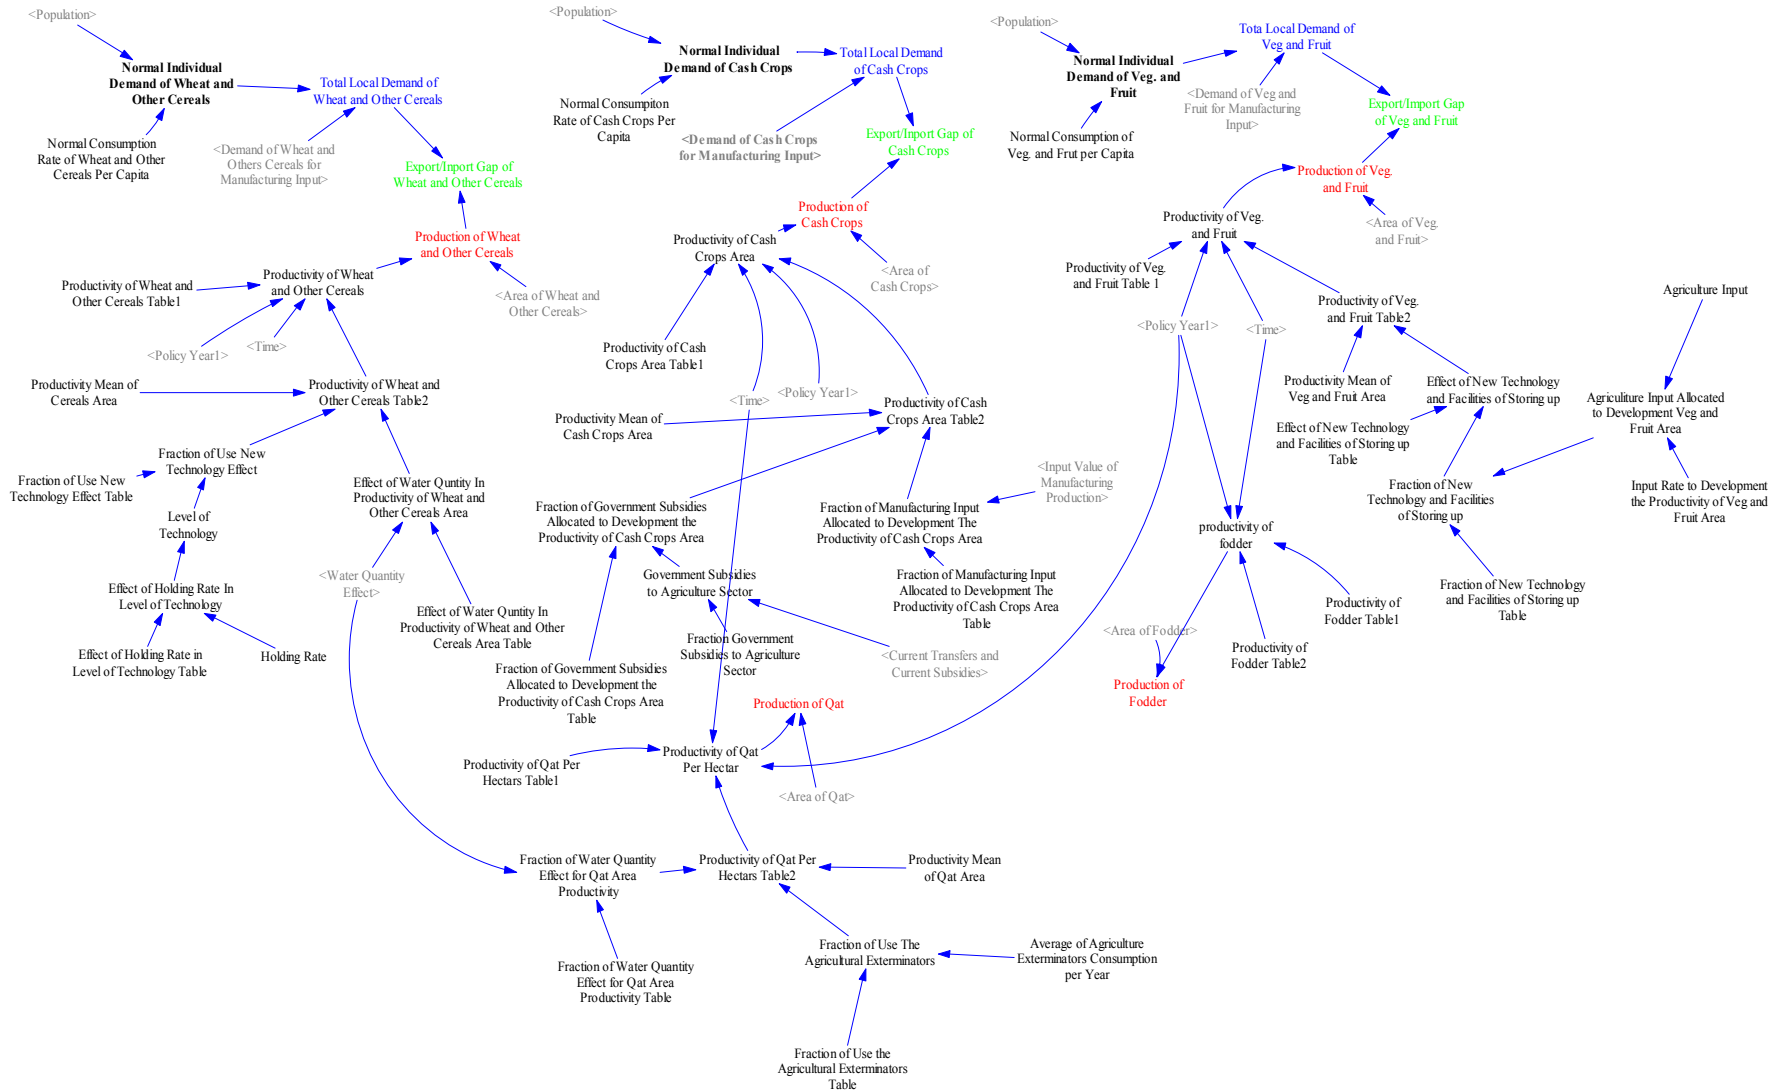 <Population>
Normal Individual
Demand of Wheat and
Other Cereals
Total Local Demand of
Wheat and Other Cereals
Normal Consumption
Rate of Wheat and Other
Cereals Per Capita
<Demand of Wheat and
Others Cereals for
Manufacturing Input>
Export/Inport Gap of
Wheat and Other Cereals
Production of Wheat
and Other Cereals
Productivity of Wheat
and Other Cereals
Productivity of Wheat and
Other Cereals Table1
<Area of Wheat and
Other Cereals>
<Policy Year1>
<Time>
Productivity Mean of
Cereals Area
Productivity of Wheat and
Other Cereals Table2
Fraction of Use New
Technology Effect
Fraction of Use New
Technology Effect Table
Effect of Water Quntity In
Productivity of Wheat and
Other Cereals Area
Level of
Technology
<Water Quantity
Effect>
Effect of Holding Rate In
Level of Technology
Effect of Water Quntity In
Productivity of Wheat and Other
Cereals Area Table
Effect of Holding Rate in
Level of Technology Table
Holding Rate
<Population>
Normal Individual
Demand of Cash Crops
Total Local Demand
of Cash Crops
Normal Consumpiton
Rate of Cash Crops Per
Capita
<Demand of Cash Crops
for Manufacturing Input>
Export/Inport Gap of
Cash Crops
Production of
Cash Crops
Productivity of Cash
Crops Area
<Area of
Cash Crops>
Productivity of Cash
Crops Area Table1
<Time>
<Policy Year1>
Productivity of Cash
Crops Area Table2
Productivity Mean of
Cash Crops Area
<Input Value of
Manufacturing
Production>
Fraction of Government Subsidies
Allocated to Development the
Productivity of Cash Crops Area
Fraction of Manufacturing Input
Allocated to Development The
Productivity of Cash Crops Area
Government Subsidies
to Agriculture Sector
Fraction of Manufacturing Input
Allocated to Development The
Productivity of Cash Crops Area
Table
Fraction Government
Subsidies to Agriculture
Sector
<Current Transfers and
Current Subsidies>
Fraction of Government Subsidies
Allocated to Development the
Productivity of Cash Crops Area
Table
Production of Qat
Productivity of Qat
Per Hectar
Productivity of Qat Per
Hectars Table1
<Area of Qat>
Fraction of Water Quantity
Effect for Qat Area
Productivity
Productivity of Qat Per
Hectars Table2
Productivity Mean
of Qat Area
Fraction of Water Quantity
Effect for Qat Area
Productivity Table
Fraction of Use The
Agricultural Exterminators
Average of Agriculture
Exterminators Consumption
per Year
Fraction of Use the
Agricultural Exterminators
Table
<Population>
Normal Individual
Demand of Veg. and
Fruit
Tota Local Demand of
Veg and Fruit
<Demand of Veg and
Fruit for Manufacturing
Input>
Normal Consumption of
Veg. and Frut per Capita
Export/Import Gap
of Veg and Fruit
Production of Veg.
and Fruit
<Area of Veg.
and Fruit>
Productivity of Veg.
and Fruit
Productivity of Veg.
and Fruit Table 1
Productivity of Veg.
and Fruit Table2
Agriculture Input
<Policy Year1>
<Time>
Productivity Mean of
Veg and Fruit Area
Effect of New Technology
and Facilities of Storing up
Agriculiture Input Allocated
to Development Veg and
Fruit Area
Effect of New Technology
and Facilities of Storing up
Table
Fraction of New
Technology and Facilities
of Storing up
Input Rate to Development
the Productivity of Veg and
Fruit Area
productivity of
fodder
Fraction of New Technology
and Facilities of Storing up
Table
Productivity of
Fodder Table1
<Area of Fodder>
Productivity of
Fodder Table2
Production of
Fodder